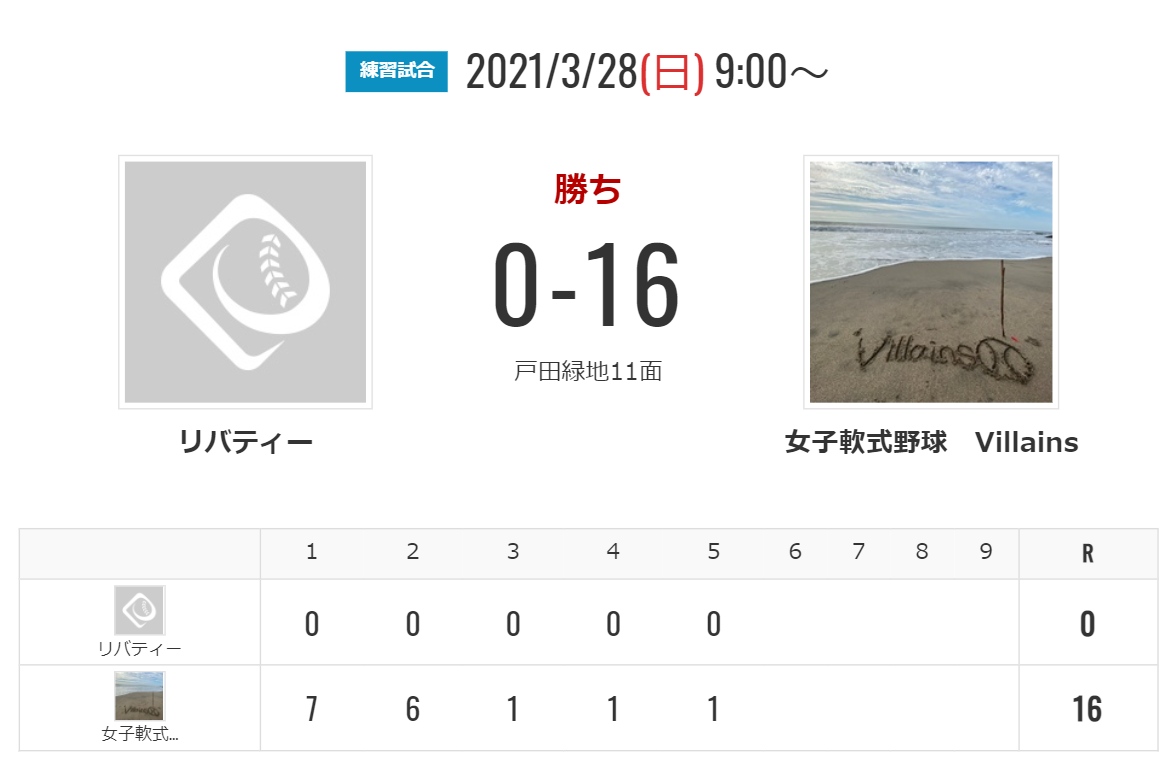 練習試合 2021/3/28(日) 9:00～
勝ち
0-16
戸田緑地11面
Villains
リバティー
女子軟式野球　Villains
1 2 3 4 5 6 7 8 9 R
0 0 0 0 0 0
リバティー
7 6 1 1 1 16
女子軟式...